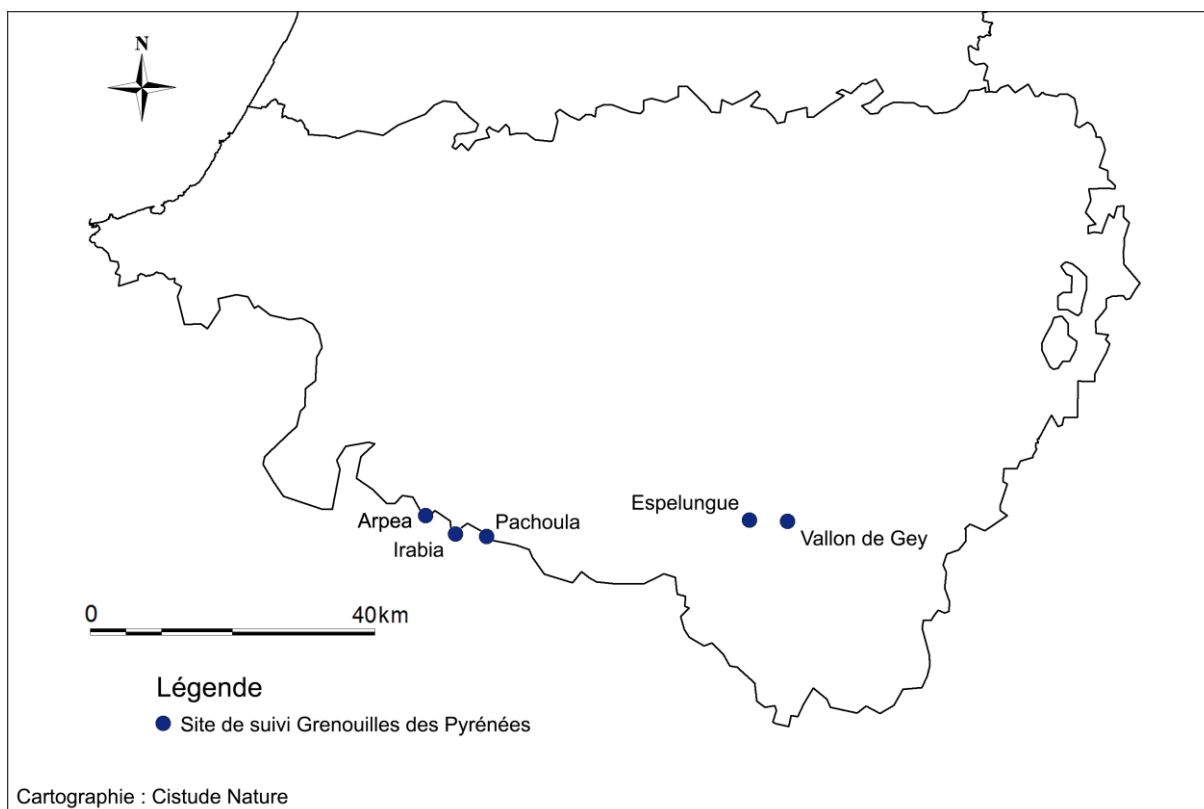 N
Espelungue
Arpea
Pachoula
Irabia
Vallon de Gey
0
40km
Légende
Site de suivi Grenouilles des Pyrénées
Cartographie : Cistude Nature